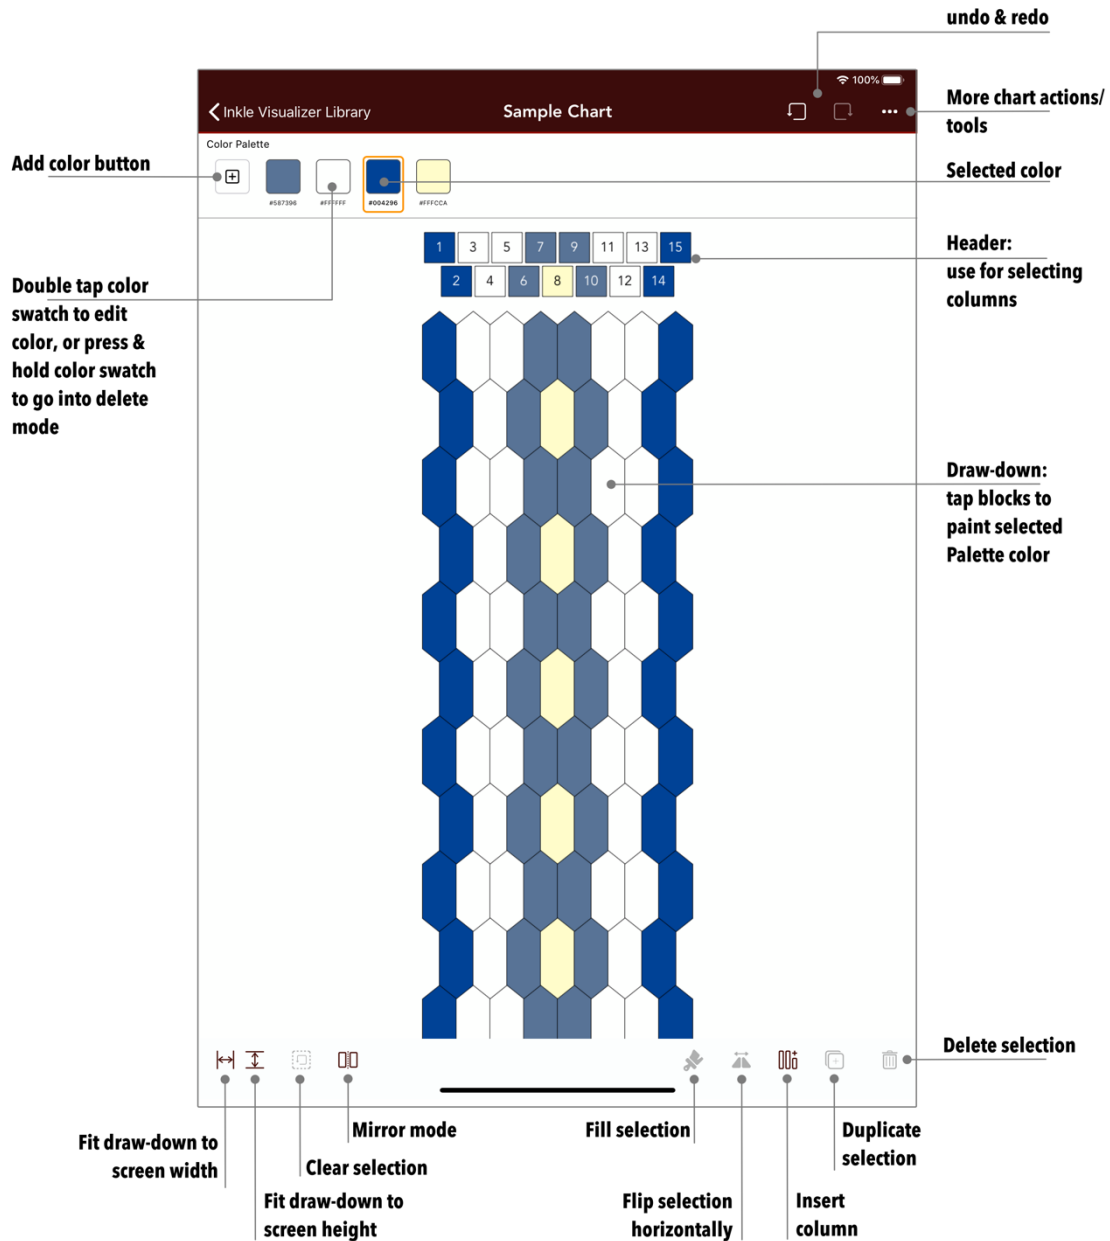 undo & redo
100%
Inkle Visualizer Library
Sample Chart
More chart actions/
tools
Color Palette
Add color button
Selected color
#587396
#FFFFFF
#004296
#FFFCCA
1 3 5 7 9 11 13 15
2 4 6 8 10 12 14
Header:
use for selecting
columns
Double tap color
swatch to edit
color, or press &
hold color swatch
to go into delete
mode
Draw-down:
tap blocks to
paint selected
Palette color
Delete selection
Fit draw-down to
screen width
Mirror mode
Clear selection
Fit draw-down to
screen height
Fill selection
Flip selection
horizontally
Insert
column
Duplicate
selection